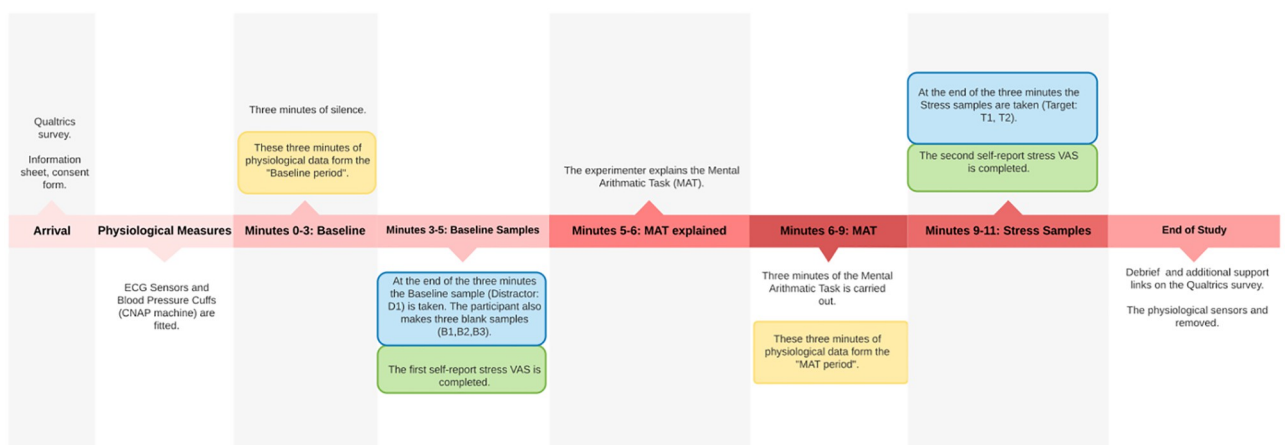 Qualtrics
survey.
Information
sheet, consent
form.
Arrival
Physiological Measures
ECG Sensors and
Blood Pressure Cuffs
(CNAP machine) are
fitted.
Three minutes of silence.
These three minutes of
physiological data form the
"Baseline period".
Minutes 0-3: Baseline
Minutes 3-5: Baseline Samples
At the end of the three minutes
the Baseline sample (Distractor:
D1) is taken. The participant also
makes three blank samples
(B1,B2,B3).
The first self-report stress VAS is
completed.
The experimenter explains the Mental
Arithmatic Task (MAT).
Minutes 5-6: MAT explained
Minutes 6-9: MAT
Three minutes of the Mental
Arithmatic Task is carried
out.
These three minutes of
physiological data form the
"MAT period".
At the end of the three minutes the
Stress samples are taken (Target:
T1, T2).
The second self-report stress VAS
is completed.
Minutes 9-11: Stress Samples
End of Study
Debrief and additional support
links on the Qualtrics survey.
The physiological sensors and
removed.